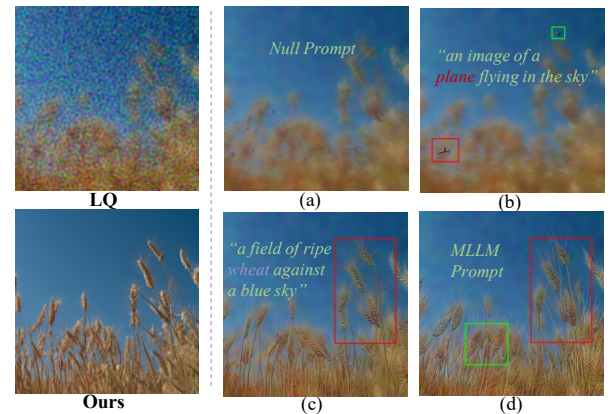 Null Prompt
"an image of a
plane flying in the sky"
LQ
(a)
(b)
"a field of ripe
wheat against
a blue sky"
MLLM
Prompt
Ours
(c)
(d)